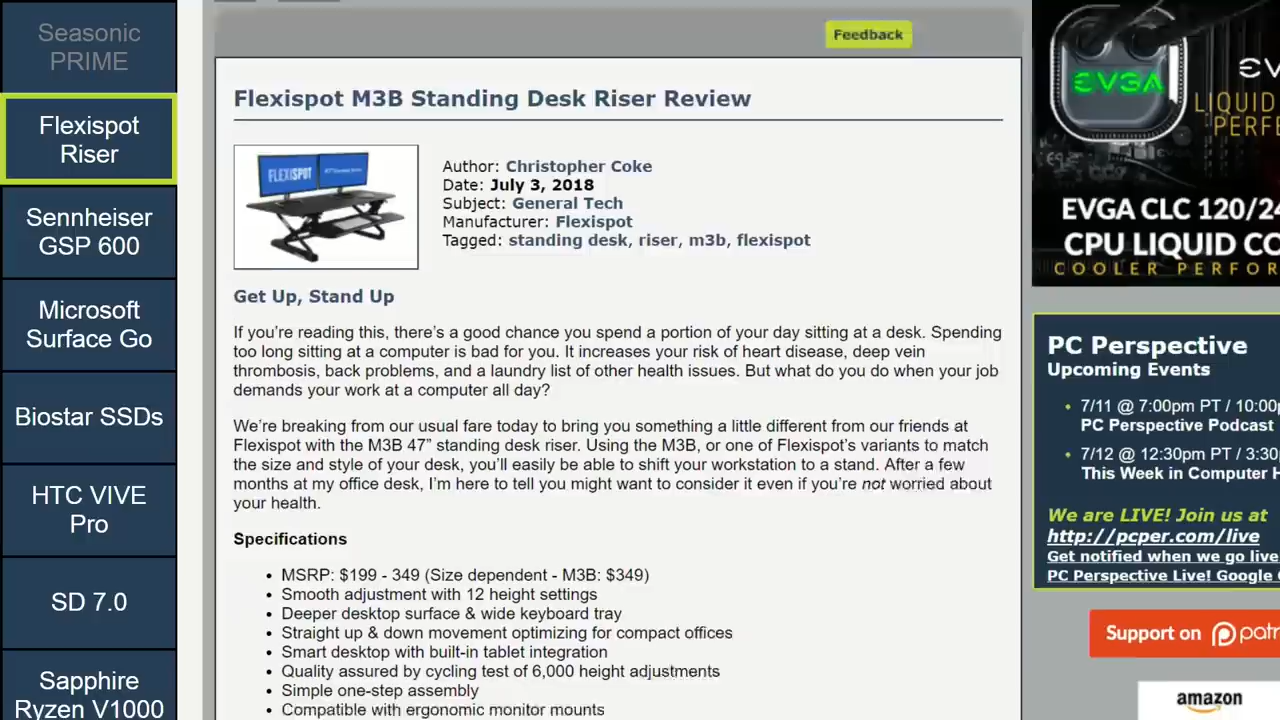 Seasonic
PRIME
Flexispot
Riser
Sennheiser
GSP 600
Microsoft
Surface Go
Biostar SSDs
HTC VIVE
Pro
SD 7.0
Sapphire
Ryzen V1000
Feedback
Flexispot M3B Standing Desk Riser Review
FLEXISPOT
Author: Christopher Coke
Date: July 3, 2018
Subject: General Tech
Manufacturer: Flexispot
Tagged: standing desk, riser, m3b, flexispot
Get Up, Stand Up
If you’re reading this, there’s a good chance you spend a portion of your day sitting at a desk. Spending
too long sitting at a computer is bad for you. It increases your risk of heart disease, deep vein
thrombosis, back problems, and a laundry list of other health issues. But what do you do when your job
demands your work at a computer all day?
We’re breaking from our usual fare today to bring you something a little different from our friends at
Flexispot with the M3B 47” standing desk riser. Using the M3B, or one of Flexispot’s variants to match
the size and style of your desk, you’ll easily be able to shift your workstation to a stand. After a few
months at my office desk, I’m here to tell you might want to consider it even if you’re not worried about
your health.
Specifications
• MSRP: $199 - 349 (Size dependent - M3B: $349)
• Smooth adjustment with 12 height settings
• Deeper desktop surface & wide keyboard tray
• Straight up & down movement optimizing for compact offices
• Smart desktop with built-in tablet integration
• Quality assured by cycling test of 6,000 height adjustments
• Simple one-step assembly
• Compatible with ergonomic monitor mounts
EVGA
EV
LIQUID
PERFE
EVGA CLC 120/24
CPU LIQUID CO
COOLER PERFOR
PC Perspective
Upcoming Events
• 7/11 @ 7:00pm PT / 10:00p
PC Perspective Podcast
• 7/12 @ 12:30pm PT / 3:30p
This Week in Computer H
We are LIVE! Join us at
http://pcper.com/live
Get notified when we go live
PC Perspective Live! Google C
Support on patr
amazon